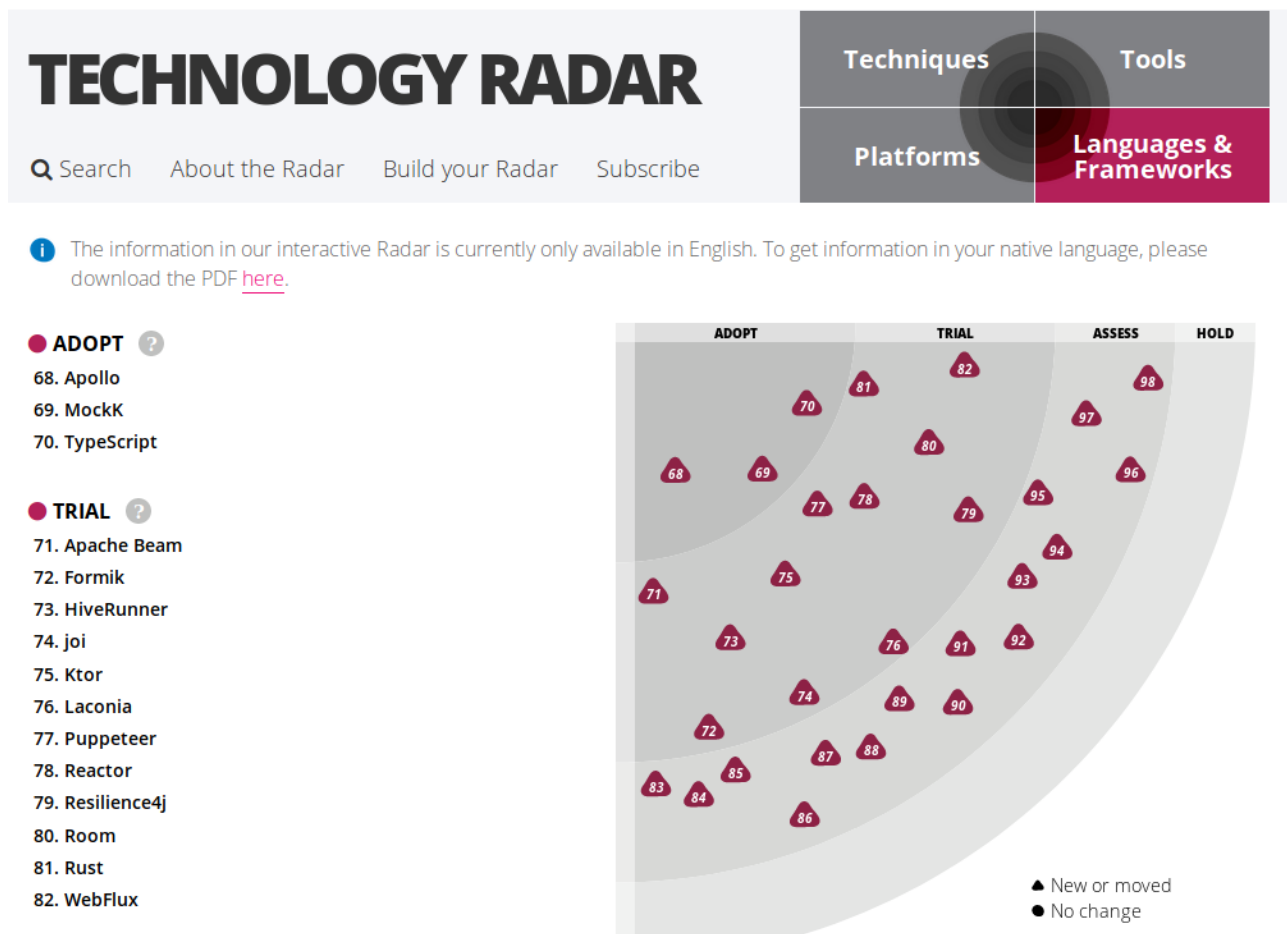 TECHNOLOGY RADAR
Search About the Radar Build your Radar Subscribe
Techniques
Tools
Platforms
Languages &
Frameworks
The information in our interactive Radar is currently only available in English. To get information in your native language, please
download the PDF here.
ADOPT ?
68. Apollo
69. MockK
70. TypeScript
TRIAL ?
71. Apache Beam
72. Formik
73. HiveRunner
74. joi
75. Ktor
76. Laconia
77. Puppeteer
78. Reactor
79. Resilience4j
80. Room
81. Rust
82. WebFlux
ADOPT TRIAL ASSESS HOLD
82
98
81
70
97
80
68
69
96
77
78
95
79
94
75
93
71
73
76
91
92
74
89
90
72
87
88
85
83
84
86
New or moved
No change